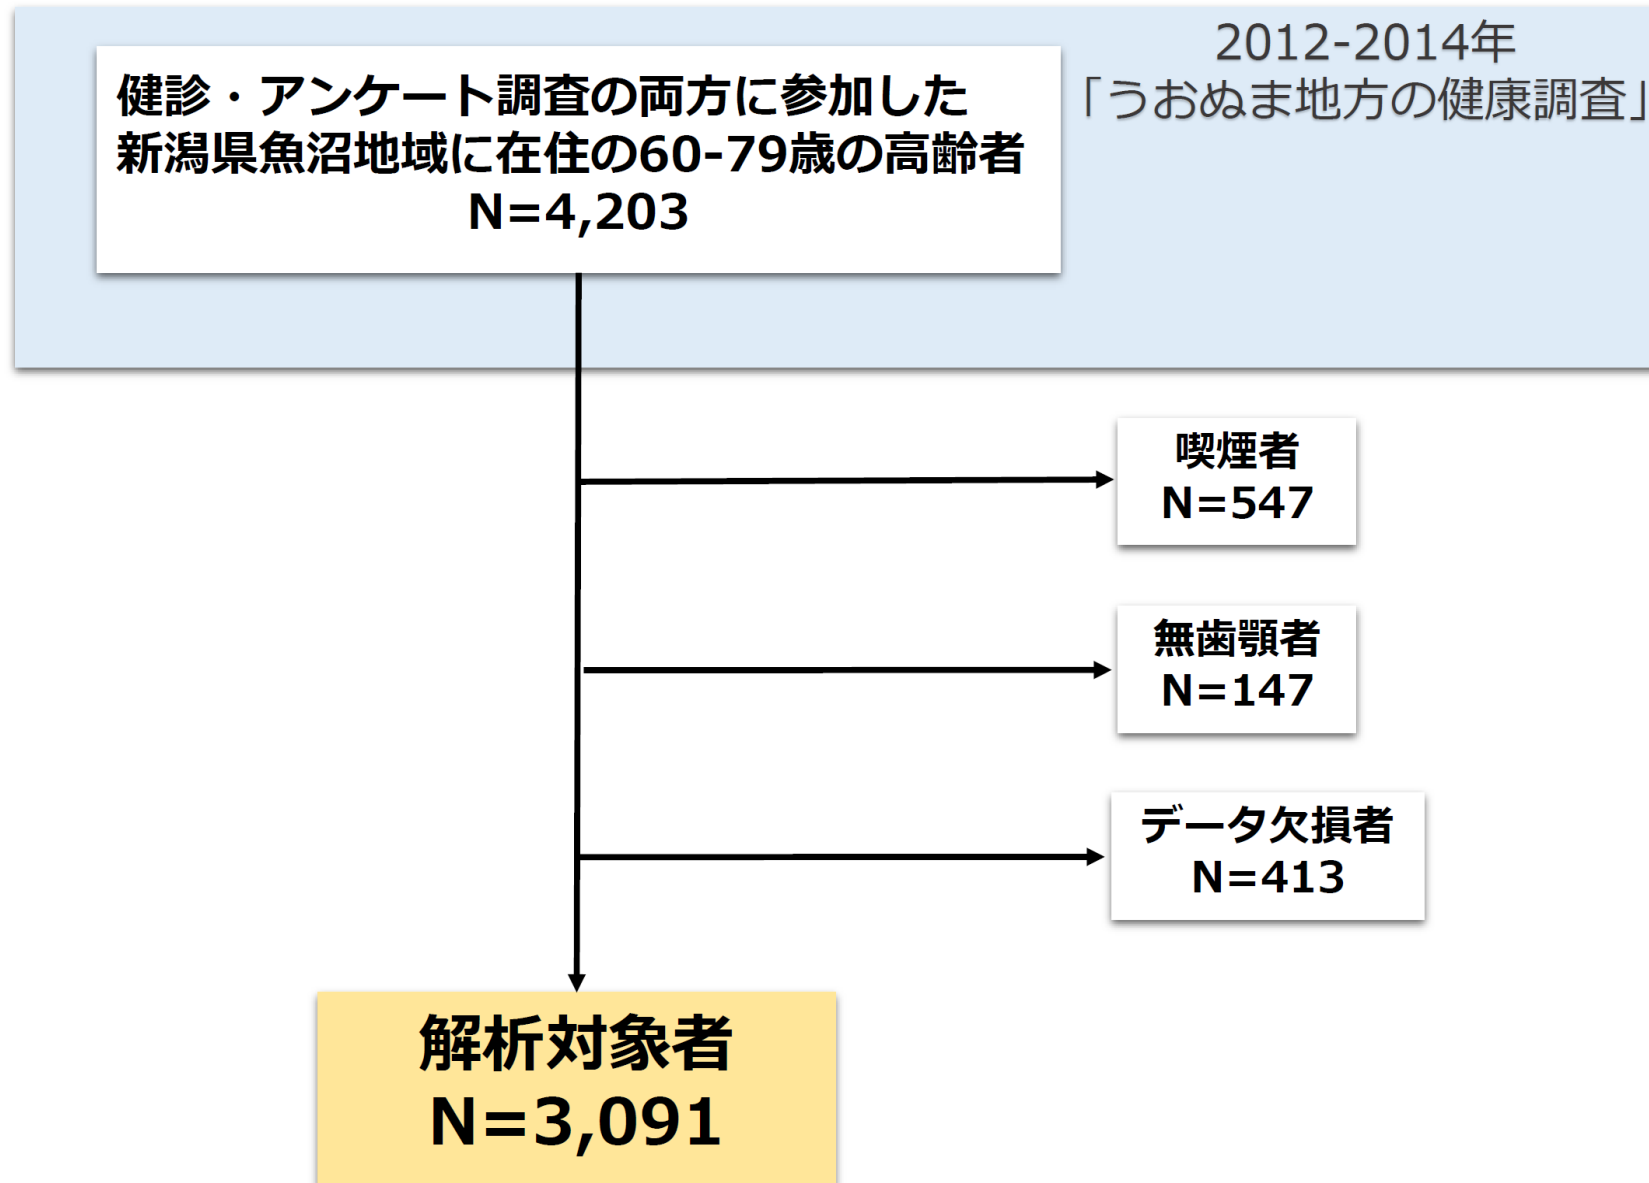 2012-2014年
「うおぬま地方の健康調査」
健診・アンケート調査の両方に参加した
新潟県魚沼地域に在住の60-79歳の高齢者
N=4,203
喫煙者
N=547
無歯顎者
N=147
データ欠損者
N=413
解析対象者
N=3,091